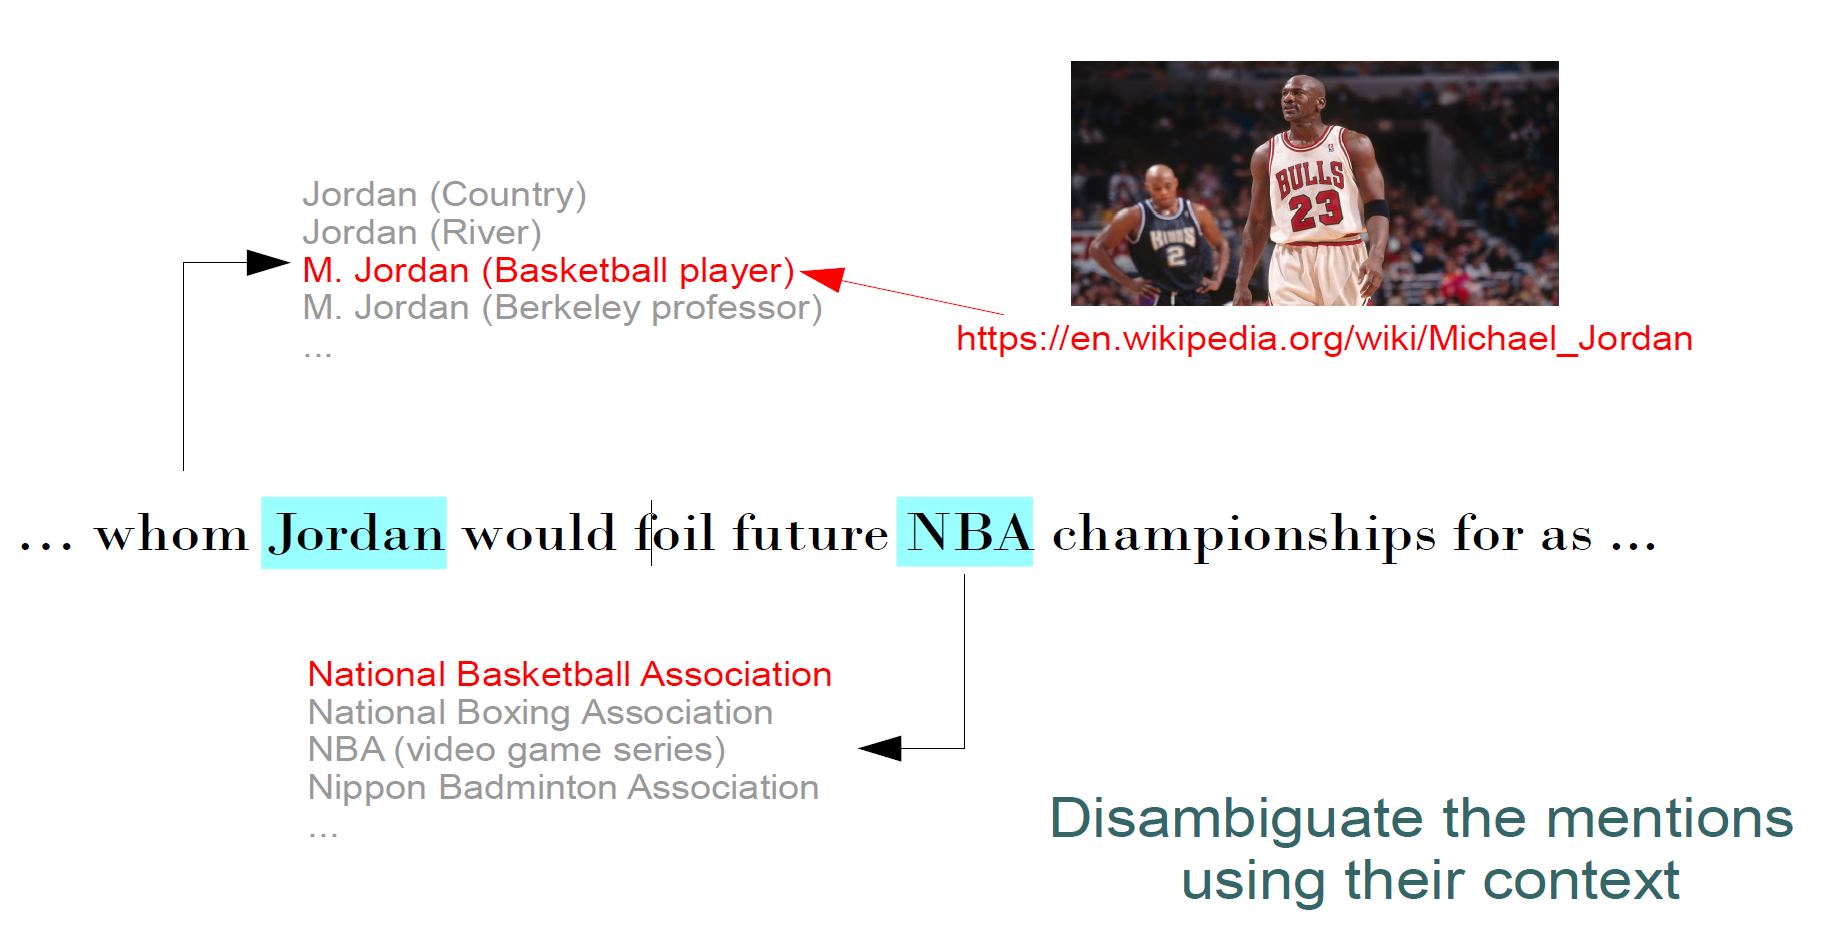 Jordan (Country)
Jordan (River)
M. Jordan (Basketball player)
M. Jordan (Berkeley professor)
...
BULLS
23
KINGS
2
https://en.wikipedia.org/wiki/Michael_Jordan
... whom Jordan would foil future NBA championships for as ...
National Basketball Association
National Boxing Association
NBA (video game series)
Nippon Badminton Association
...
Disambiguate the mentions
using their context